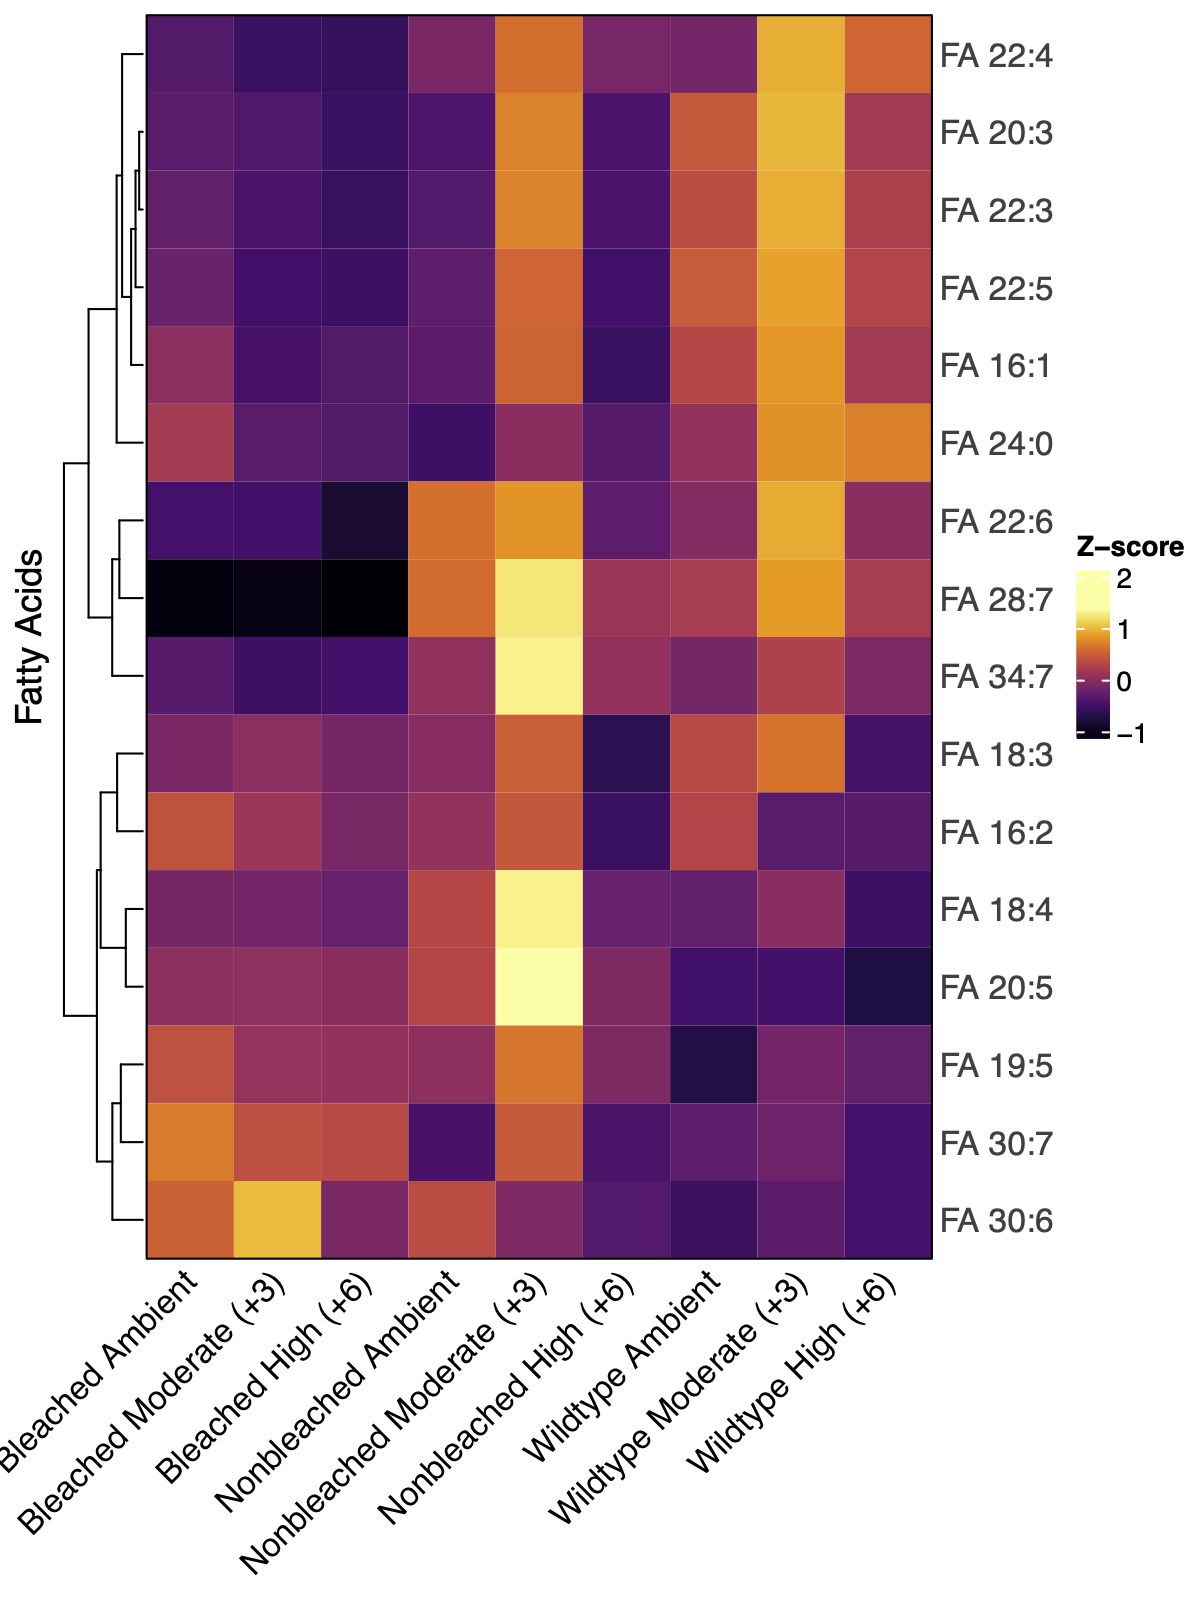 FA 22:4
FA 20:3
FA 22:3
FA 22:5
FA 16:1
FA 24:0
FA 22:6
FA 28:7
FA 34:7
FA 18:3
FA 16:2
FA 18:4
FA 20:5
FA 19:5
FA 30:7
FA 30:6
Fatty Acids
Z−score
2
1
0
−1
Bleached Ambient
Bleached Moderate (+3)
Bleached High (+6)
Nonbleached Ambient
Nonbleached Moderate (+3)
Nonbleached High (+6)
Wildtype Ambient
Wildtype Moderate (+3)
Wildtype High (+6)